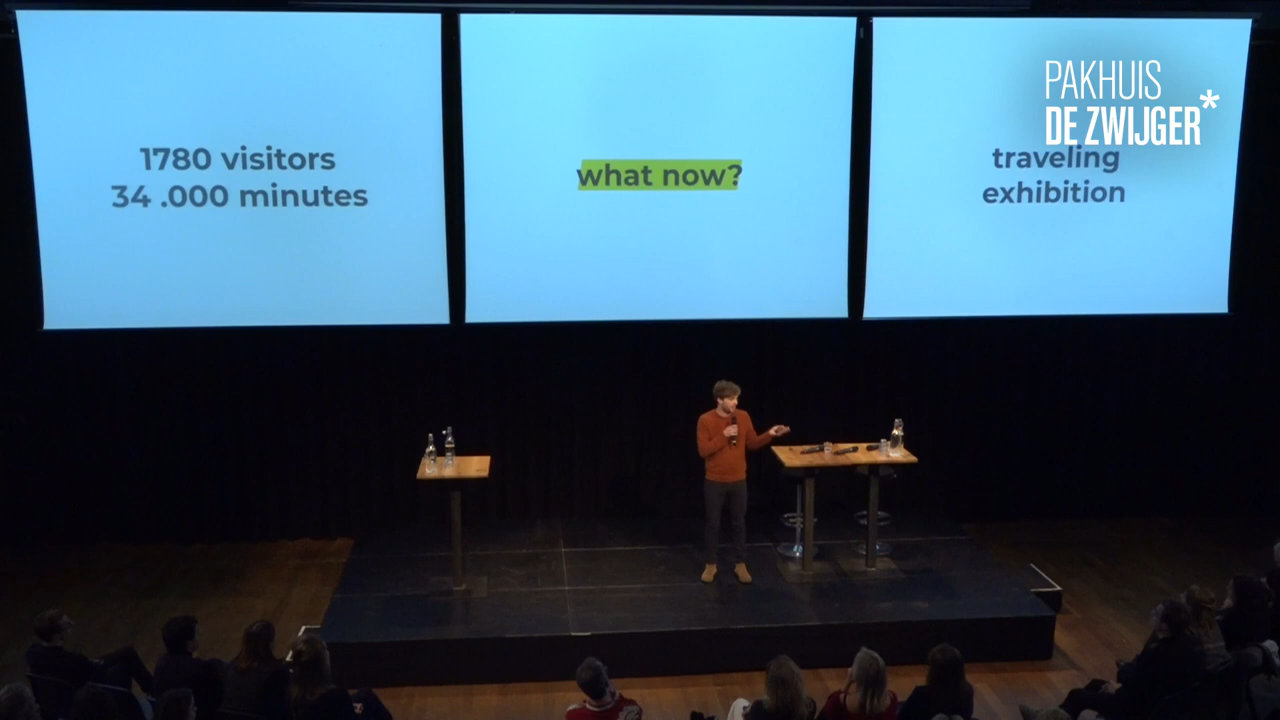 1780 visitors
34 .000 minutes
what now?
PAKHUIS
DE ZWIJGER*
traveling
exhibition